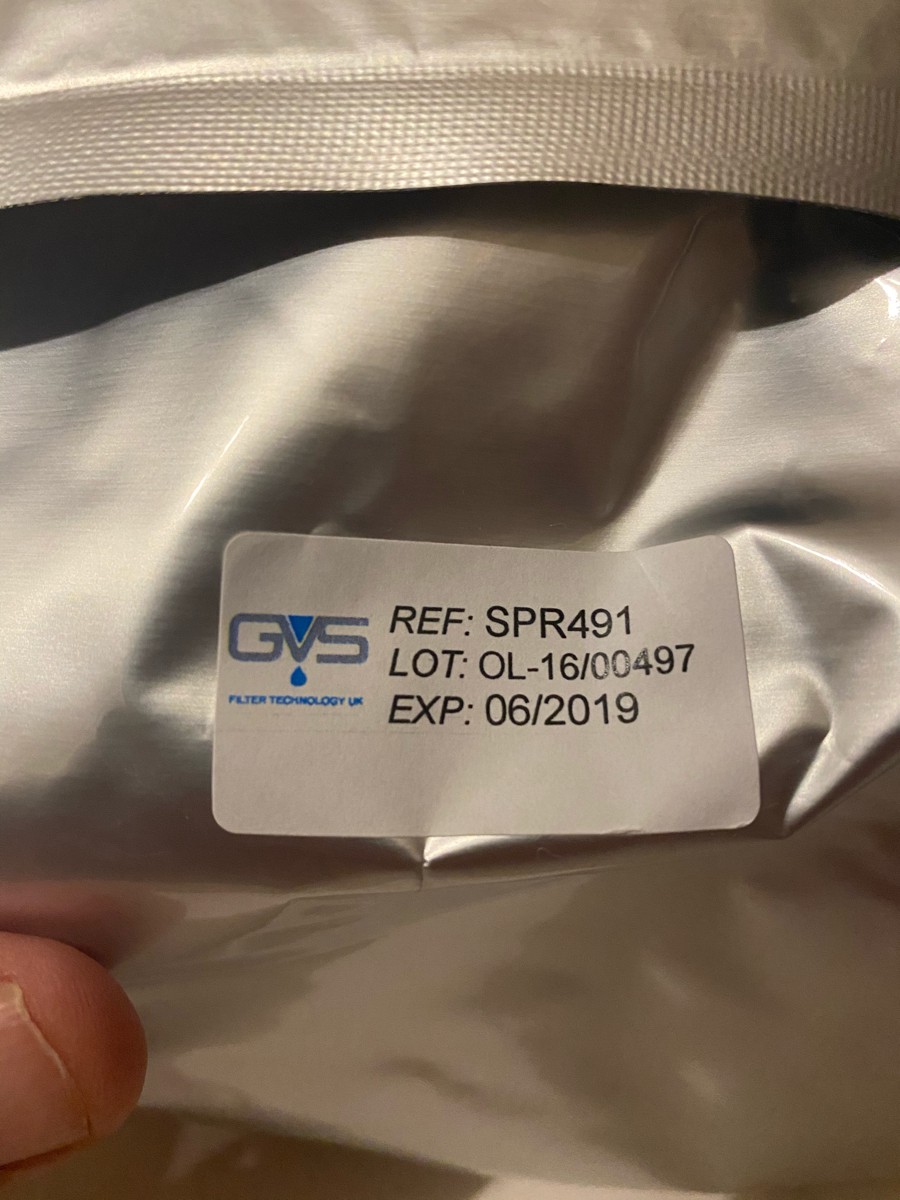 GVS
FILTER TECHNOLOGY UK
REF: SPR491
LOT: OL-16/00497
EXP: 06/2019